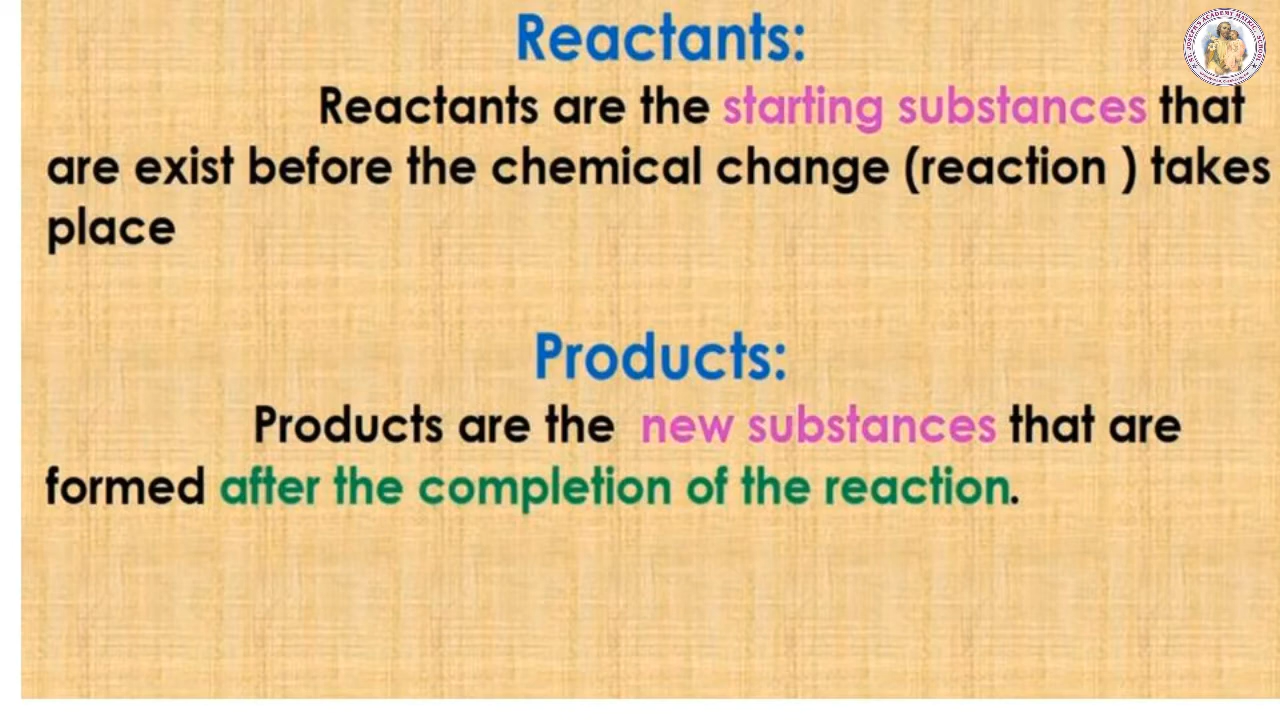 Reactants:
Reactants are the starting substances that
are exist before the chemical change (reaction ) takes
place
Products:
Products are the new substances that are
formed after the completion of the reaction.